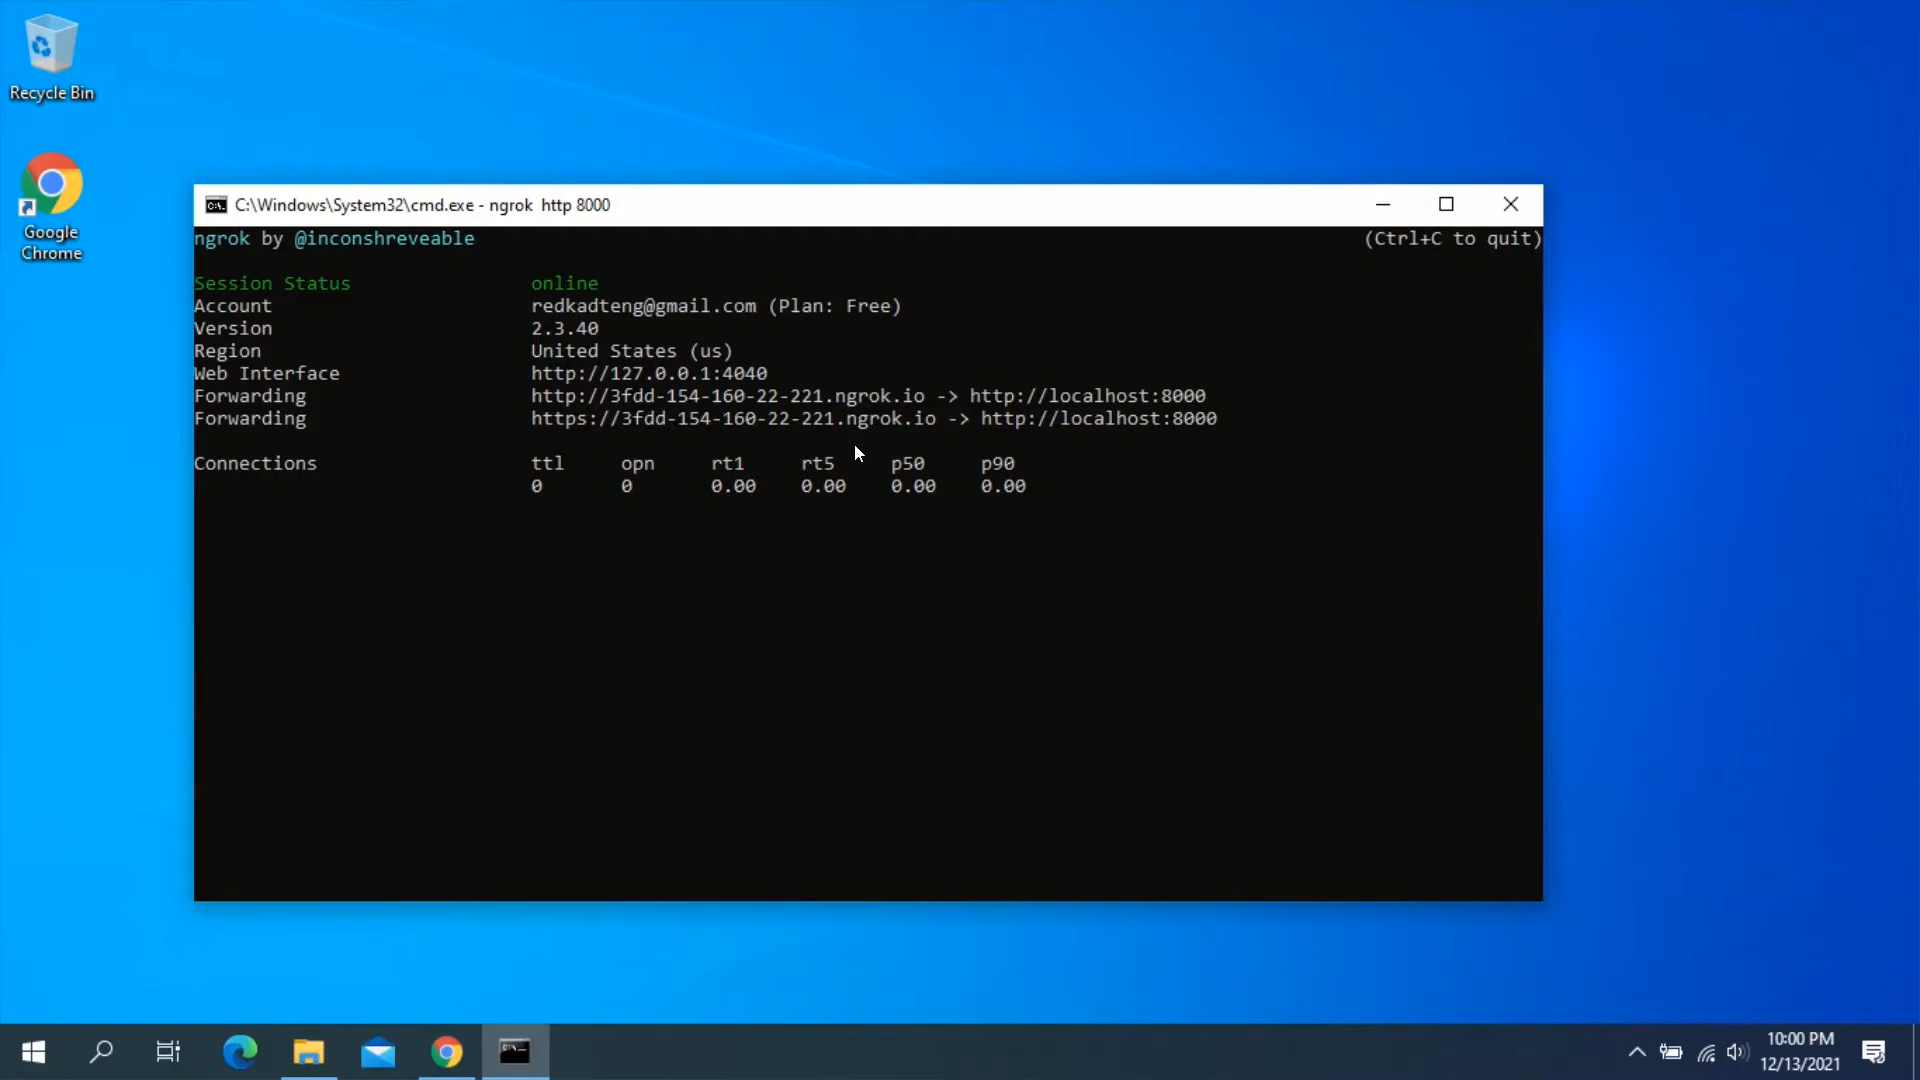 Recycle Bin
Google
Chrome
C:\Windows\System32\cmd.exe - ngrok  http 8000
ngrok by @inconshreveable (Ctrl+C to quit)
Session Status online
Account redkadteng@gmail.com (Plan: Free)
Version 2.3.40
Region United States (us)
Web Interface http://127.0.0.1:4040
Forwarding http://3fdd-154-160-22-221.ngrok.io -> http://localhost:8000
Forwarding https://3fdd-154-160-22-221.ngrok.io -> http://localhost:8000
Connections ttl opn rt1 rt5 p50 p90
0 0 0.00 0.00 0.00 0.00
10:00 PM
12/13/2021